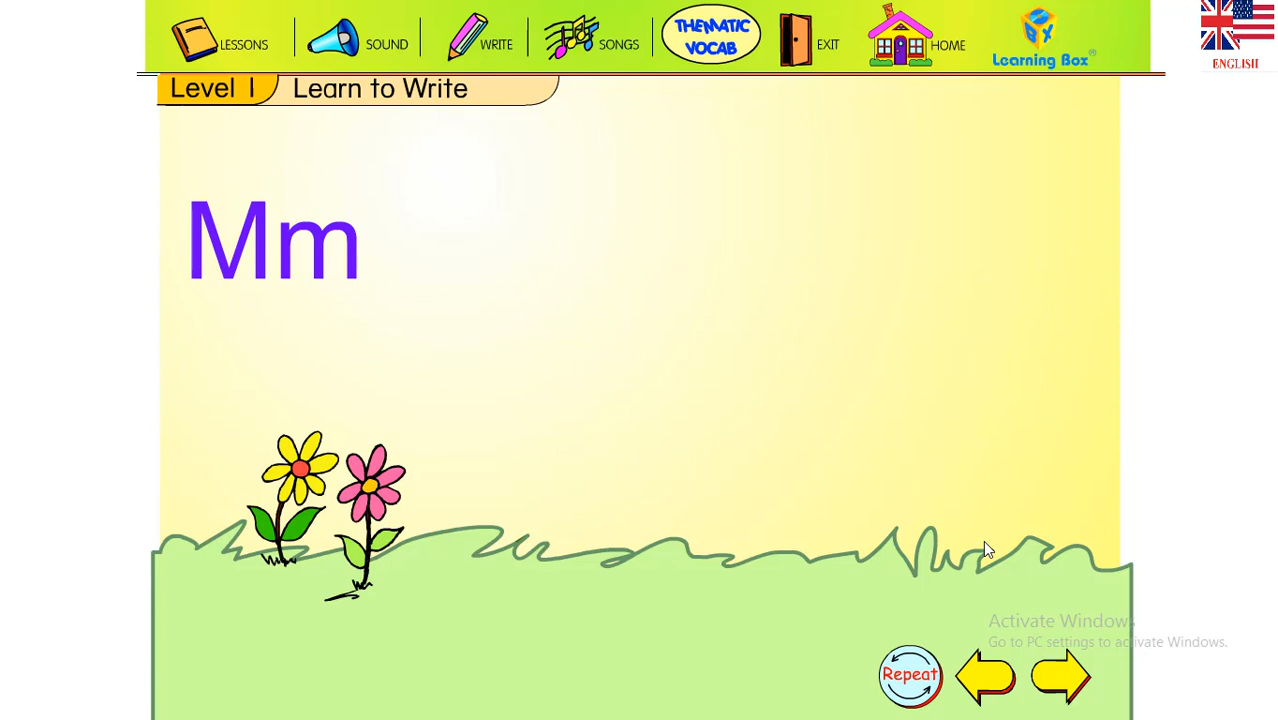 LESSONS
SOUND
WRITE
SONGS
THEMATIC
VOCAB
EXIT
HOME
Learning Box®
ENGLISH
Level 1 Learn to Write
Mm
Activate Windows
Go to PC settings to activate Windows.
Repeat